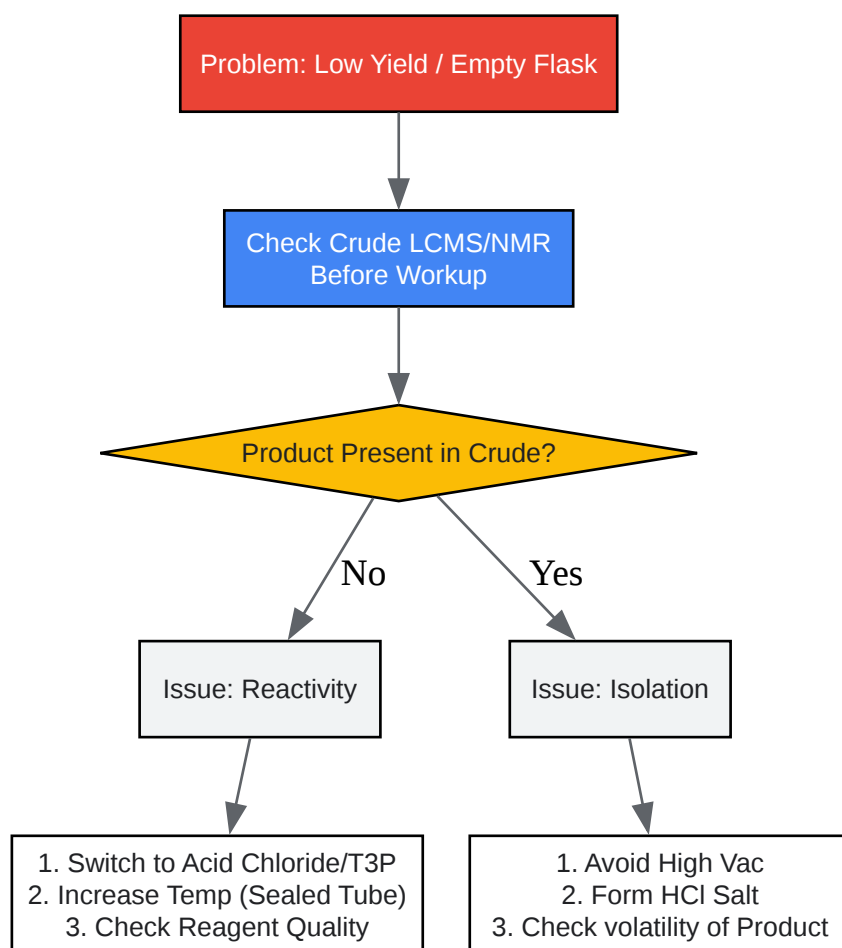 Problem: Low Yield / Empty Flask
Check Crude LCMS/NMR
Before Workup
Product Present in Crude?
No
Yes
Issue: Reactivity
Issue: Isolation
1. Switch to Acid Chloride/T3P
2. Increase Temp (Sealed Tube)
3. Check Reagent Quality
1. Avoid High Vac
2. Form HCl Salt
3. Check volatility of Product